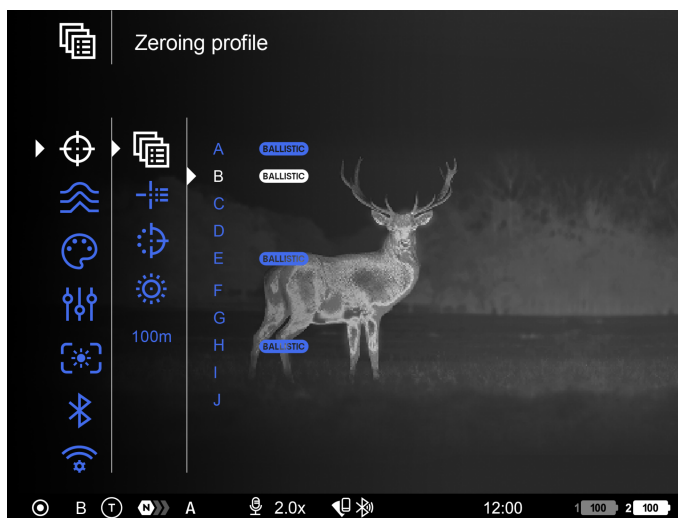 Zeroing profile
A BALLISTIC
B BALLISTIC
C
D
E BALLISTIC
F
G
H BALLISTIC
I
J
100m
B T N A 2.0x 12:00 1 100 2 100